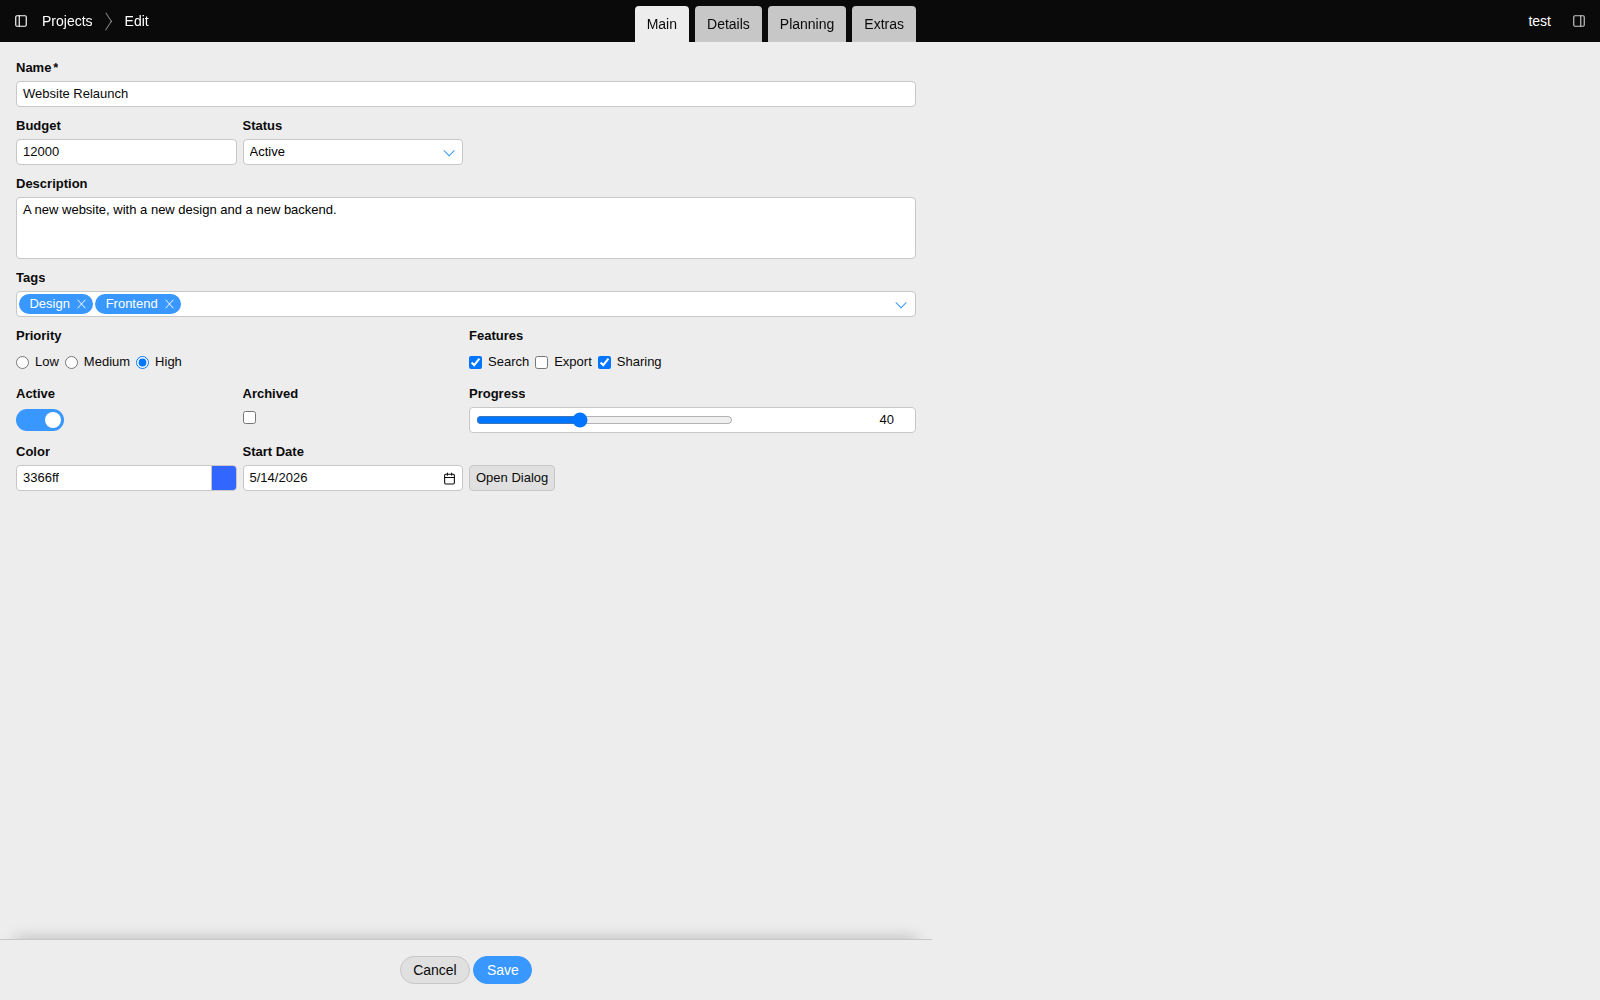 Projects Edit Main Details Planning Extras test
Name*
Website Relaunch
Budget Status
12000 Active
Description
A new website, with a new design and a new backend.
Tags
Design Frontend
Priority Features
Low Medium High Search Export Sharing
Active Archived Progress
40
Color Start Date
3366ff 5/14/2026 Open Dialog
Cancel Save